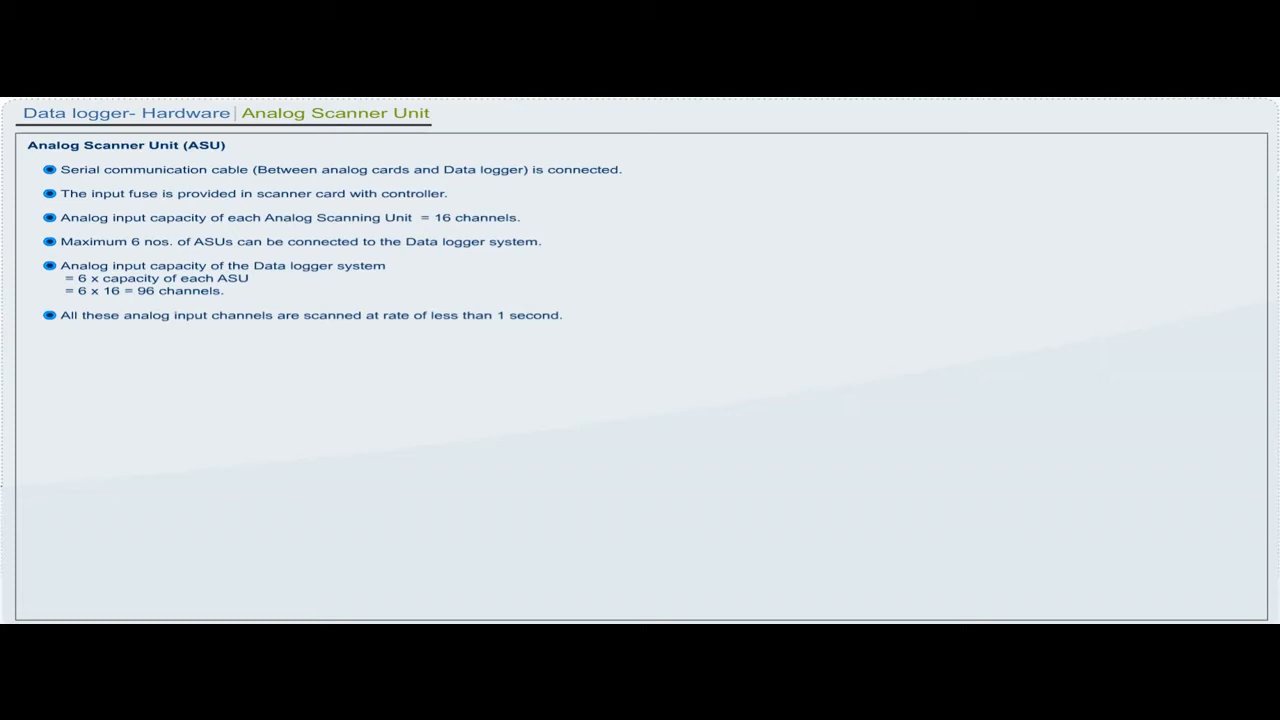 Data logger- Hardware| Analog Scanner Unit
Analog Scanner Unit (ASU)
Serial communication cable (Between analog cards and Data logger) is connected.
The input fuse is provided in scanner card with controller.
Analog input capacity of each Analog Scanning Unit = 16 channels.
Maximum 6 nos. of ASUs can be connected to the Data logger system.
Analog input capacity of the Data logger system
= 6 x capacity of each ASU
= 6 x 16 = 96 channels.
All these analog input channels are scanned at rate of less than 1 second.